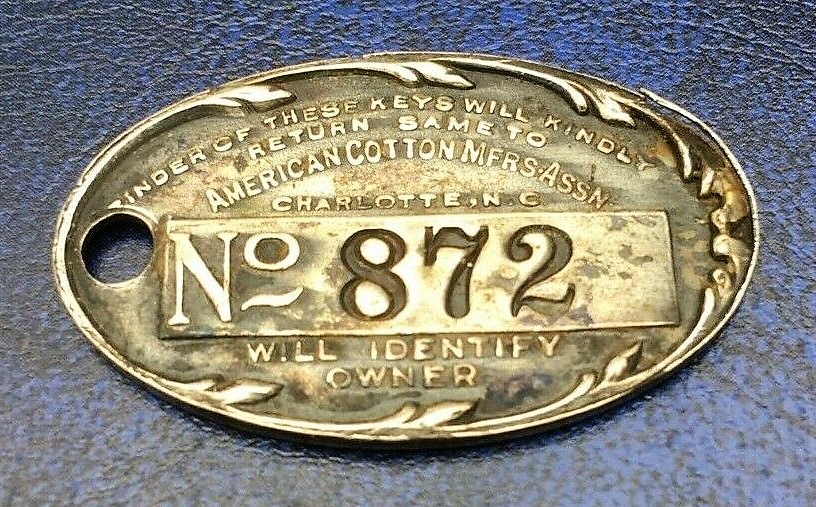 FINDER OF THESE KEYS WILL KINDLY
RETURN SAME TO
AMERICAN COTTON MFRS. ASSN.
CHARLOTTE, N.C.
No 872
WILL IDENTIFY
OWNER